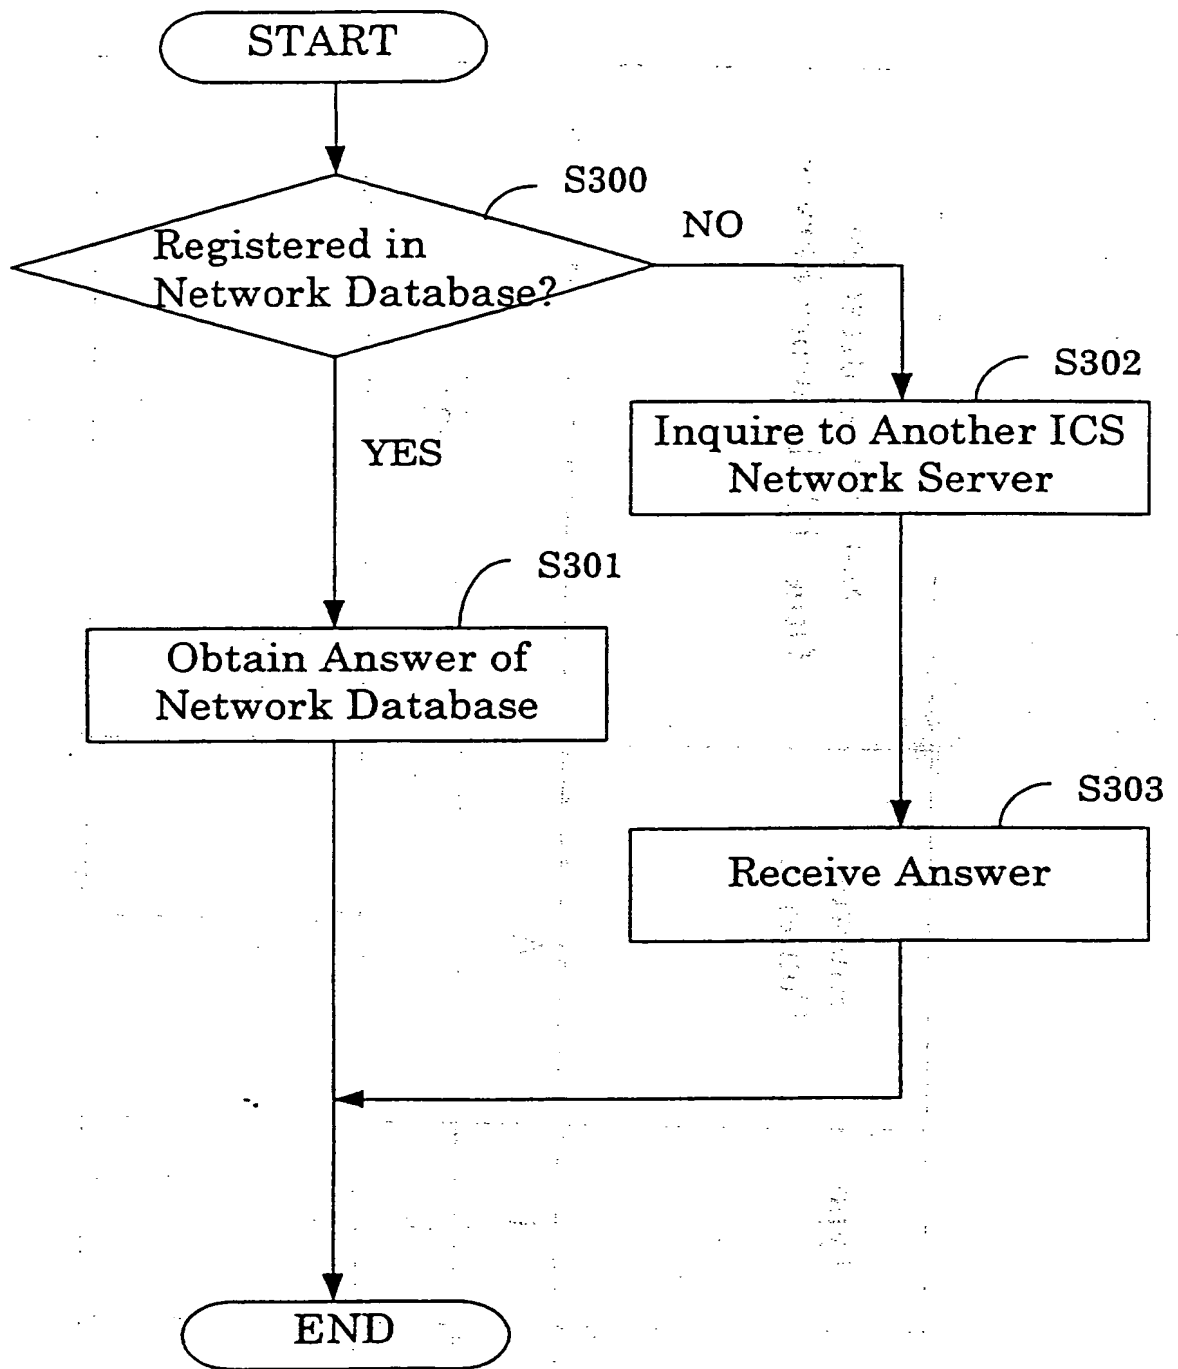 START
S300
NO
Registered in
Network Database?
S302
Inquire to Another ICS
Network Server
YES
S301
Obtain Answer of
Network Database
S303
Receive Answer
END